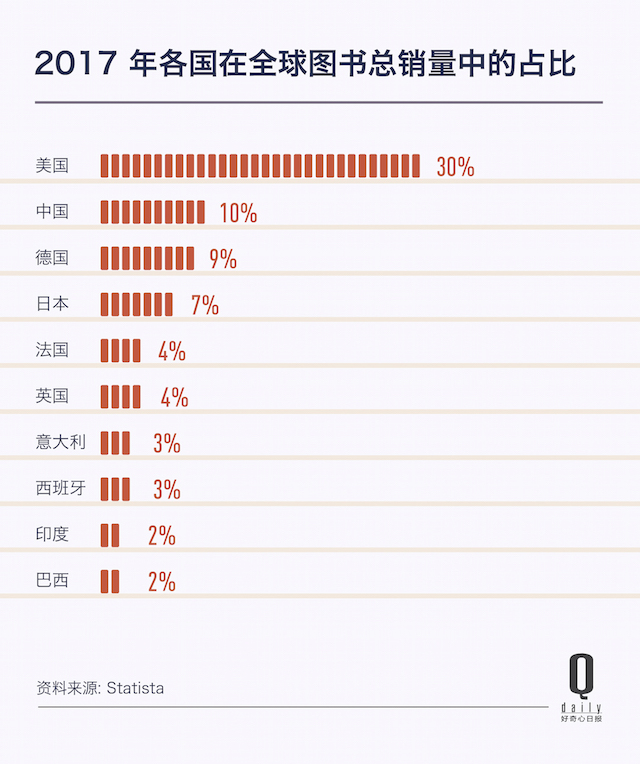 2017 年各国在全球图书总销量中的占比
美国 30%
中国 10%
德国 9%
日本 7%
法国 4%
英国 4%
意大利 3%
西班牙 3%
印度 2%
巴西 2%
资料来源: Statista
Q
daily
好奇心日报